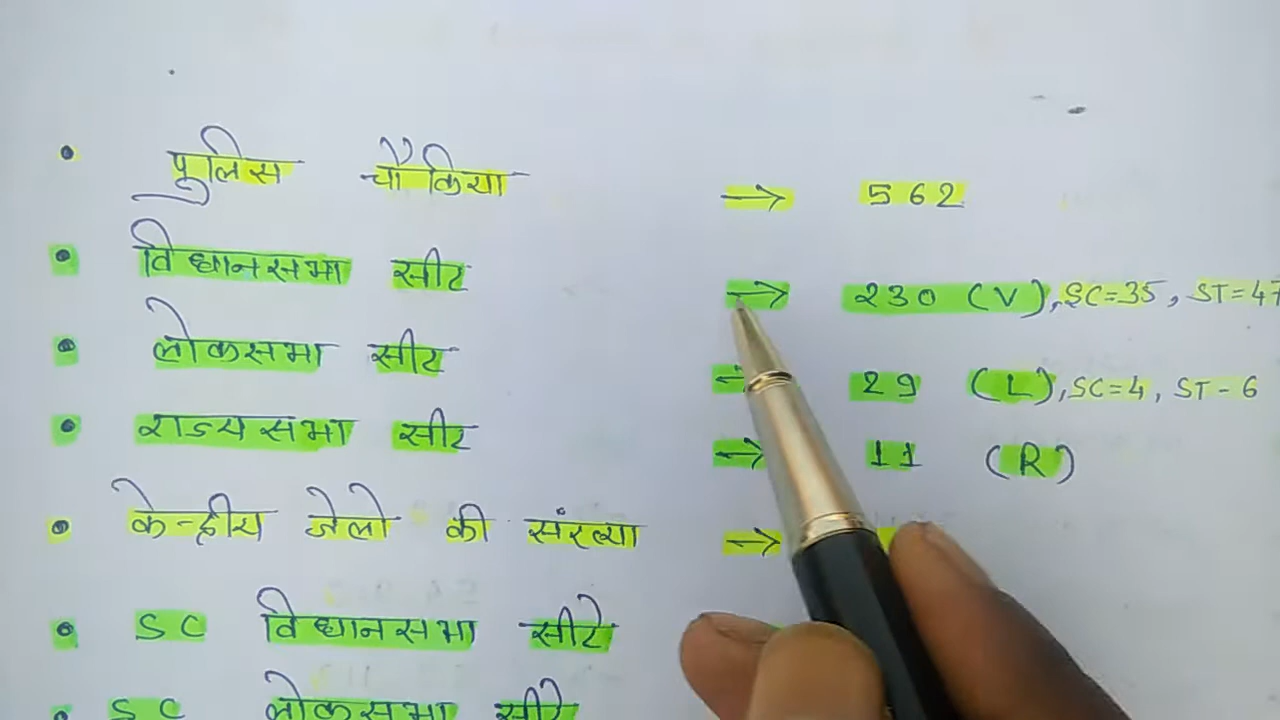 • पुलिस चौकिया → 562
• विधानसभा सीट → 230 (V), SC=35, ST=47
• लोकसभा सीट → 29 (L), SC=4, ST-6
• राज्यसभा सीट → 11 (R)
• केन्द्रीय जेलो की संख्या →
• SC विधानसभा सीटे
• SC लोकसभा सीटे